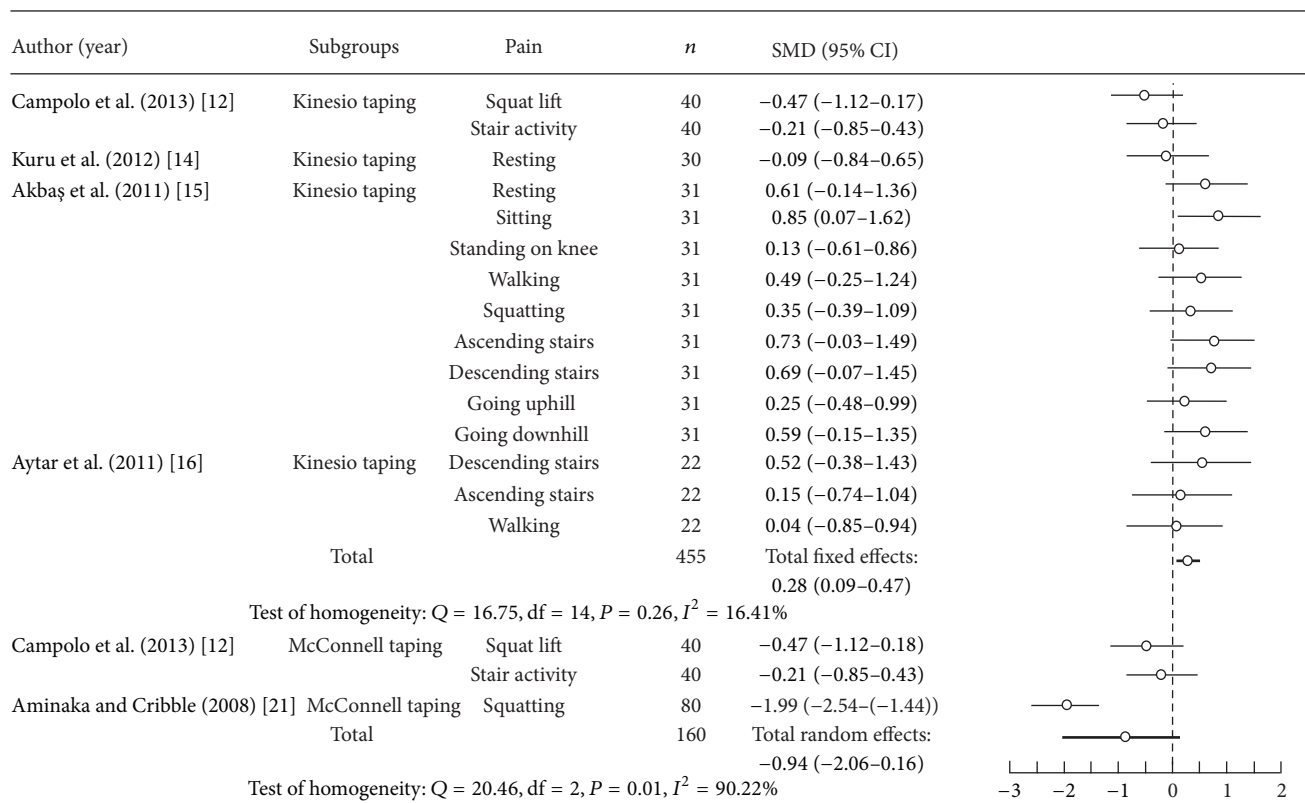 Author (year) Subgroups Pain n SMD (95% CI)
Campolo et al. (2013) [12] Kinesio taping Squat lift 40 −0.47 (−1.12–0.17)
Stair activity 40 −0.21 (−0.85–0.43)
Kuru et al. (2012) [14] Kinesio taping Resting 30 −0.09 (−0.84–0.65)
Akbaş et al. (2011) [15] Kinesio taping Resting 31 0.61 (−0.14–1.36)
Sitting 31 0.85 (0.07–1.62)
Standing on knee 31 0.13 (−0.61–0.86)
Walking 31 0.49 (−0.25–1.24)
Squatting 31 0.35 (−0.39–1.09)
Ascending stairs 31 0.73 (−0.03–1.49)
Descending stairs 31 0.69 (−0.07–1.45)
Going uphill 31 0.25 (−0.48–0.99)
Going downhill 31 0.59 (−0.15–1.35)
Aytar et al. (2011) [16] Kinesio taping Descending stairs 22 0.52 (−0.38–1.43)
Ascending stairs 22 0.15 (−0.74–1.04)
Walking 22 0.04 (−0.85–0.94)
Total 455 Total fixed effects:
0.28 (0.09–0.47)
Test of homogeneity: Q = 16.75, df = 14, P = 0.26, I² = 16.41%
Campolo et al. (2013) [12] McConnell taping Squat lift 40 −0.47 (−1.12–0.18)
Stair activity 40 −0.21 (−0.85–0.43)
Aminaka and Cribble (2008) [21] McConnell taping Squatting 80 −1.99 (−2.54–(−1.44))
Total 160 Total random effects:
−0.94 (−2.06–0.16)
Test of homogeneity: Q = 20.46, df = 2, P = 0.01, I² = 90.22%
−3 −2 −1 0 1 2